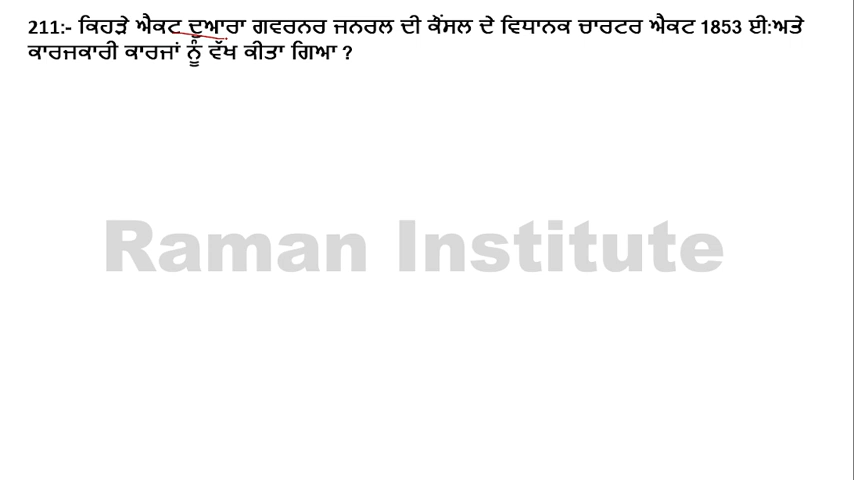 211:- ਕਿਹੜੇ ਐਕਟ ਦੁਆਰਾ ਗਵਰਨਰ ਜਨਰਲ ਦੀ ਕੌਂਸਲ ਦੇ ਵਿਧਾਨਕ ਚਾਰਟਰ ਐਕਟ 1853 ਈ:ਅਤੇ
ਕਾਰਜਕਾਰੀ ਕਾਰਜਾਂ ਨੂੰ ਵੱਖ ਕੀਤਾ ਗਿਆ ?
Raman Institute